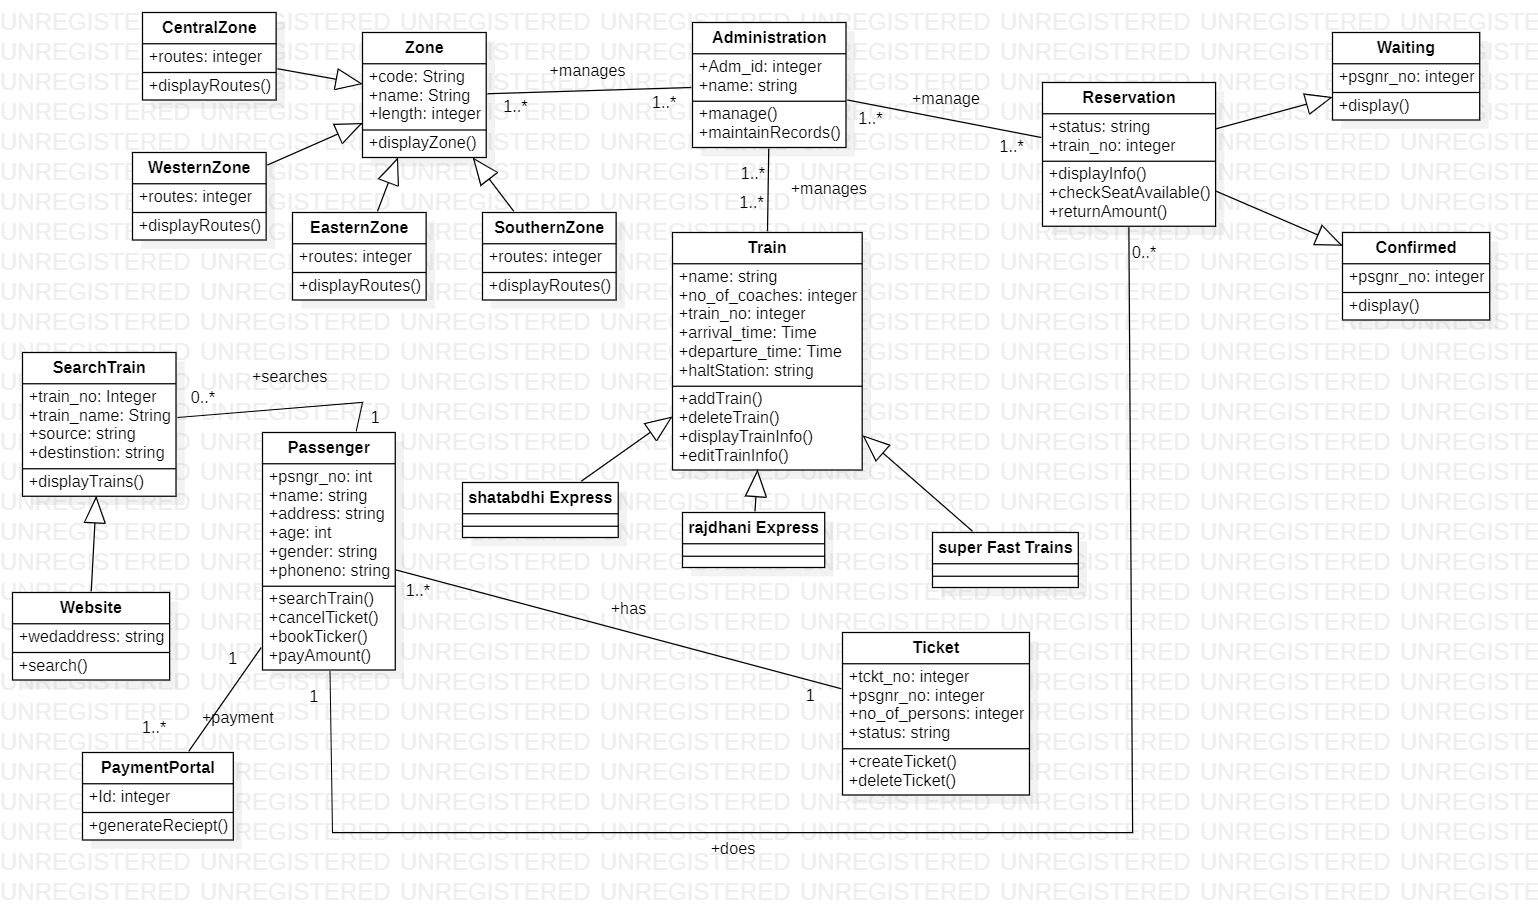 CentralZone
+routes: integer
+displayRoutes()
Zone
+code: String
+name: String
+length: integer
+displayZone()
+manages
1..*
1..*
Administration
+Adm_id: integer
+name: string
+manage()
+maintainRecords()
+manage
1..*
1..*
Reservation
+status: string
+train_no: integer
+displayInfo()
+checkSeatAvailable()
+returnAmount()
Waiting
+psgnr_no: integer
+display()
WesternZone
+routes: integer
+displayRoutes()
EasternZone
+routes: integer
+displayRoutes()
SouthernZone
+routes: integer
+displayRoutes()
1..*
+manages
1..*
Confirmed
+psgnr_no: integer
+display()
0..*
Train
+name: string
+no_of_coaches: integer
+train_no: integer
+arrival_time: Time
+departure_time: Time
+haltStation: string
+addTrain()
+deleteTrain()
+displayTrainInfo()
+editTrainInfo()
SearchTrain
+train_no: Integer
+train_name: String
+source: string
+destinstion: string
+displayTrains()
+searches
0..*
1
Passenger
+psngr_no: int
+name: string
+address: string
+age: int
+gender: string
+phoneno: string
+searchTrain()
+cancelTicket()
+bookTicker()
+payAmount()
shatabdhi Express
rajdhani Express
super Fast Trains
Website
+wedaddress: string
+search()
1..*
+has
1
Ticket
+tckt_no: integer
+psgnr_no: integer
+no_of_persons: integer
+status: string
+createTicket()
+deleteTicket()
1
+payment
1..*
1
PaymentPortal
+Id: integer
+generateReciept()
+does
UNREGISTERED